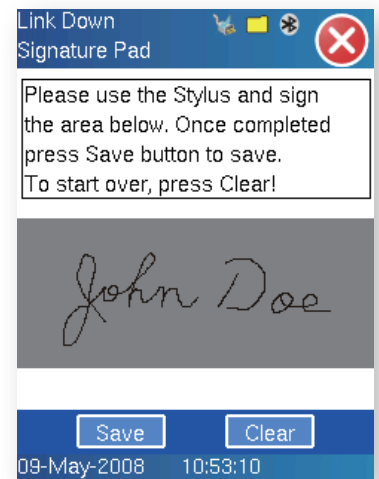 Link Down
Signature Pad
Please use the Stylus and sign
the area below. Once completed
press Save button to save.
To start over, press Clear!
John Doe
Save Clear
09-May-2008 10:53:10